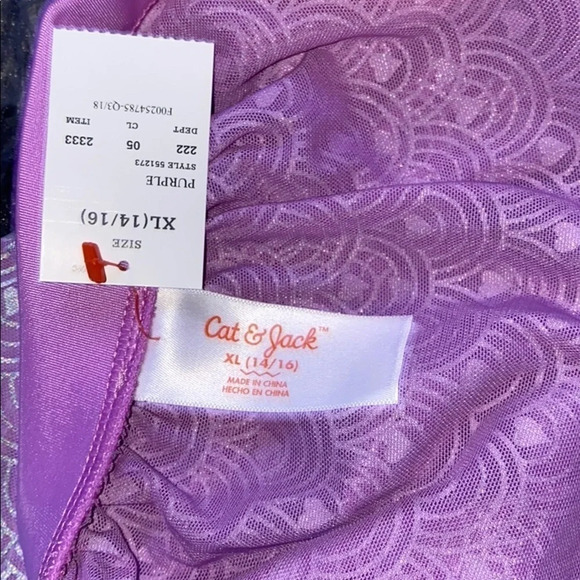 SIZE
XL(14/16)
PURPLE
STYLE 551273
222 05 2333
DEPT CL ITEM
F00254785-Q3/18
Cat & Jack™
XL (14/16)
MADE IN CHINA
HECHO EN CHINA